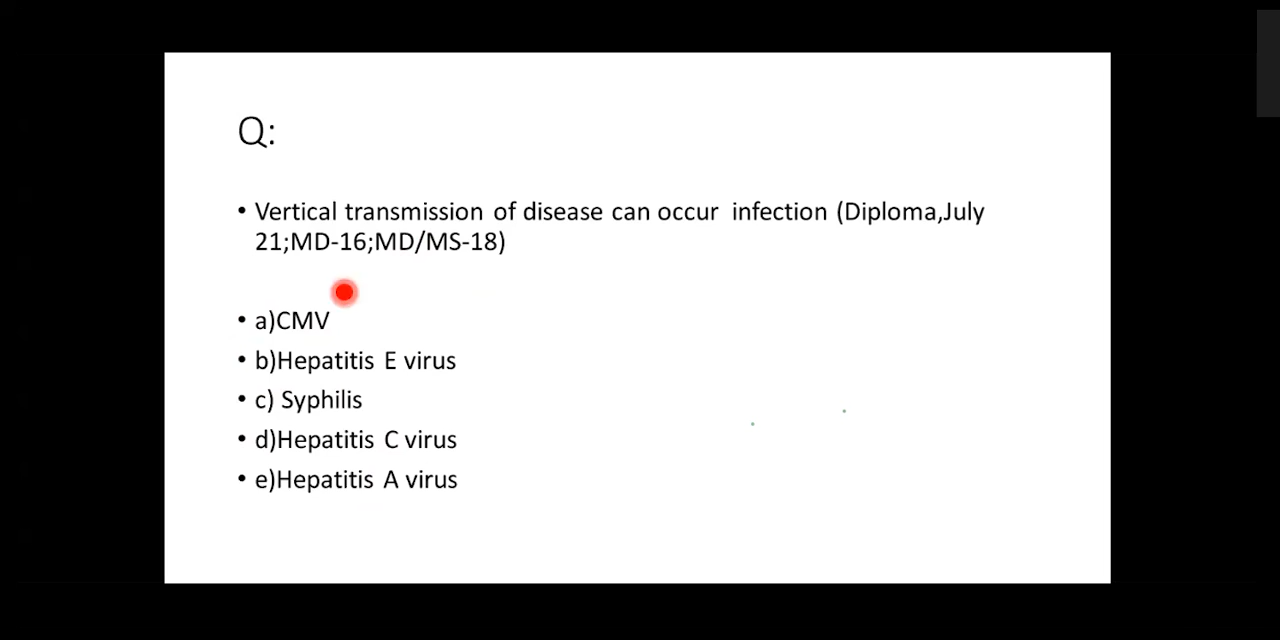 Q:
• Vertical transmission of disease can occur infection (Diploma,July
21;MD-16;MD/MS-18)
• a)CMV
• b)Hepatitis E virus
• c) Syphilis
• d)Hepatitis C virus
• e)Hepatitis A virus